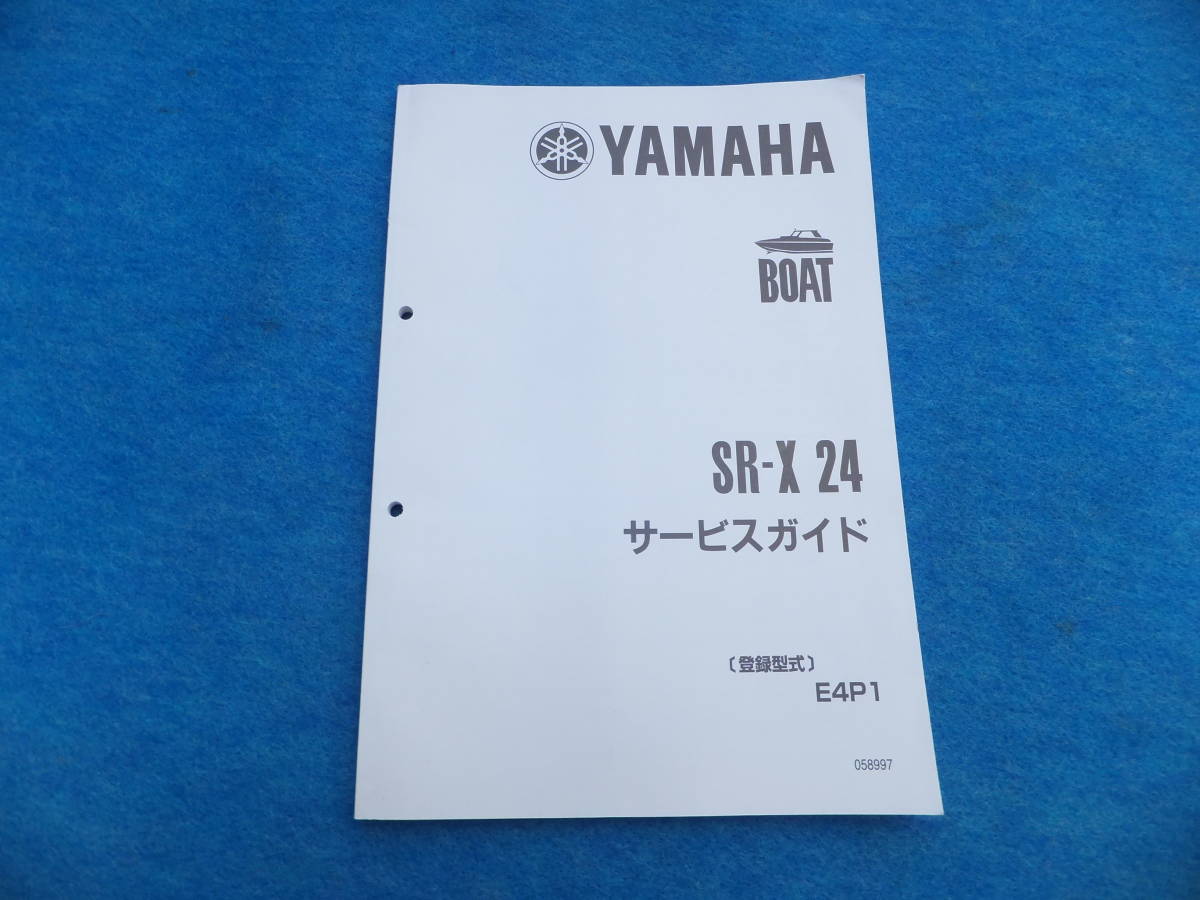 YAMAHA
BOAT
SR-X 24
サービスガイド
〔登録型式〕
E4P1
058997